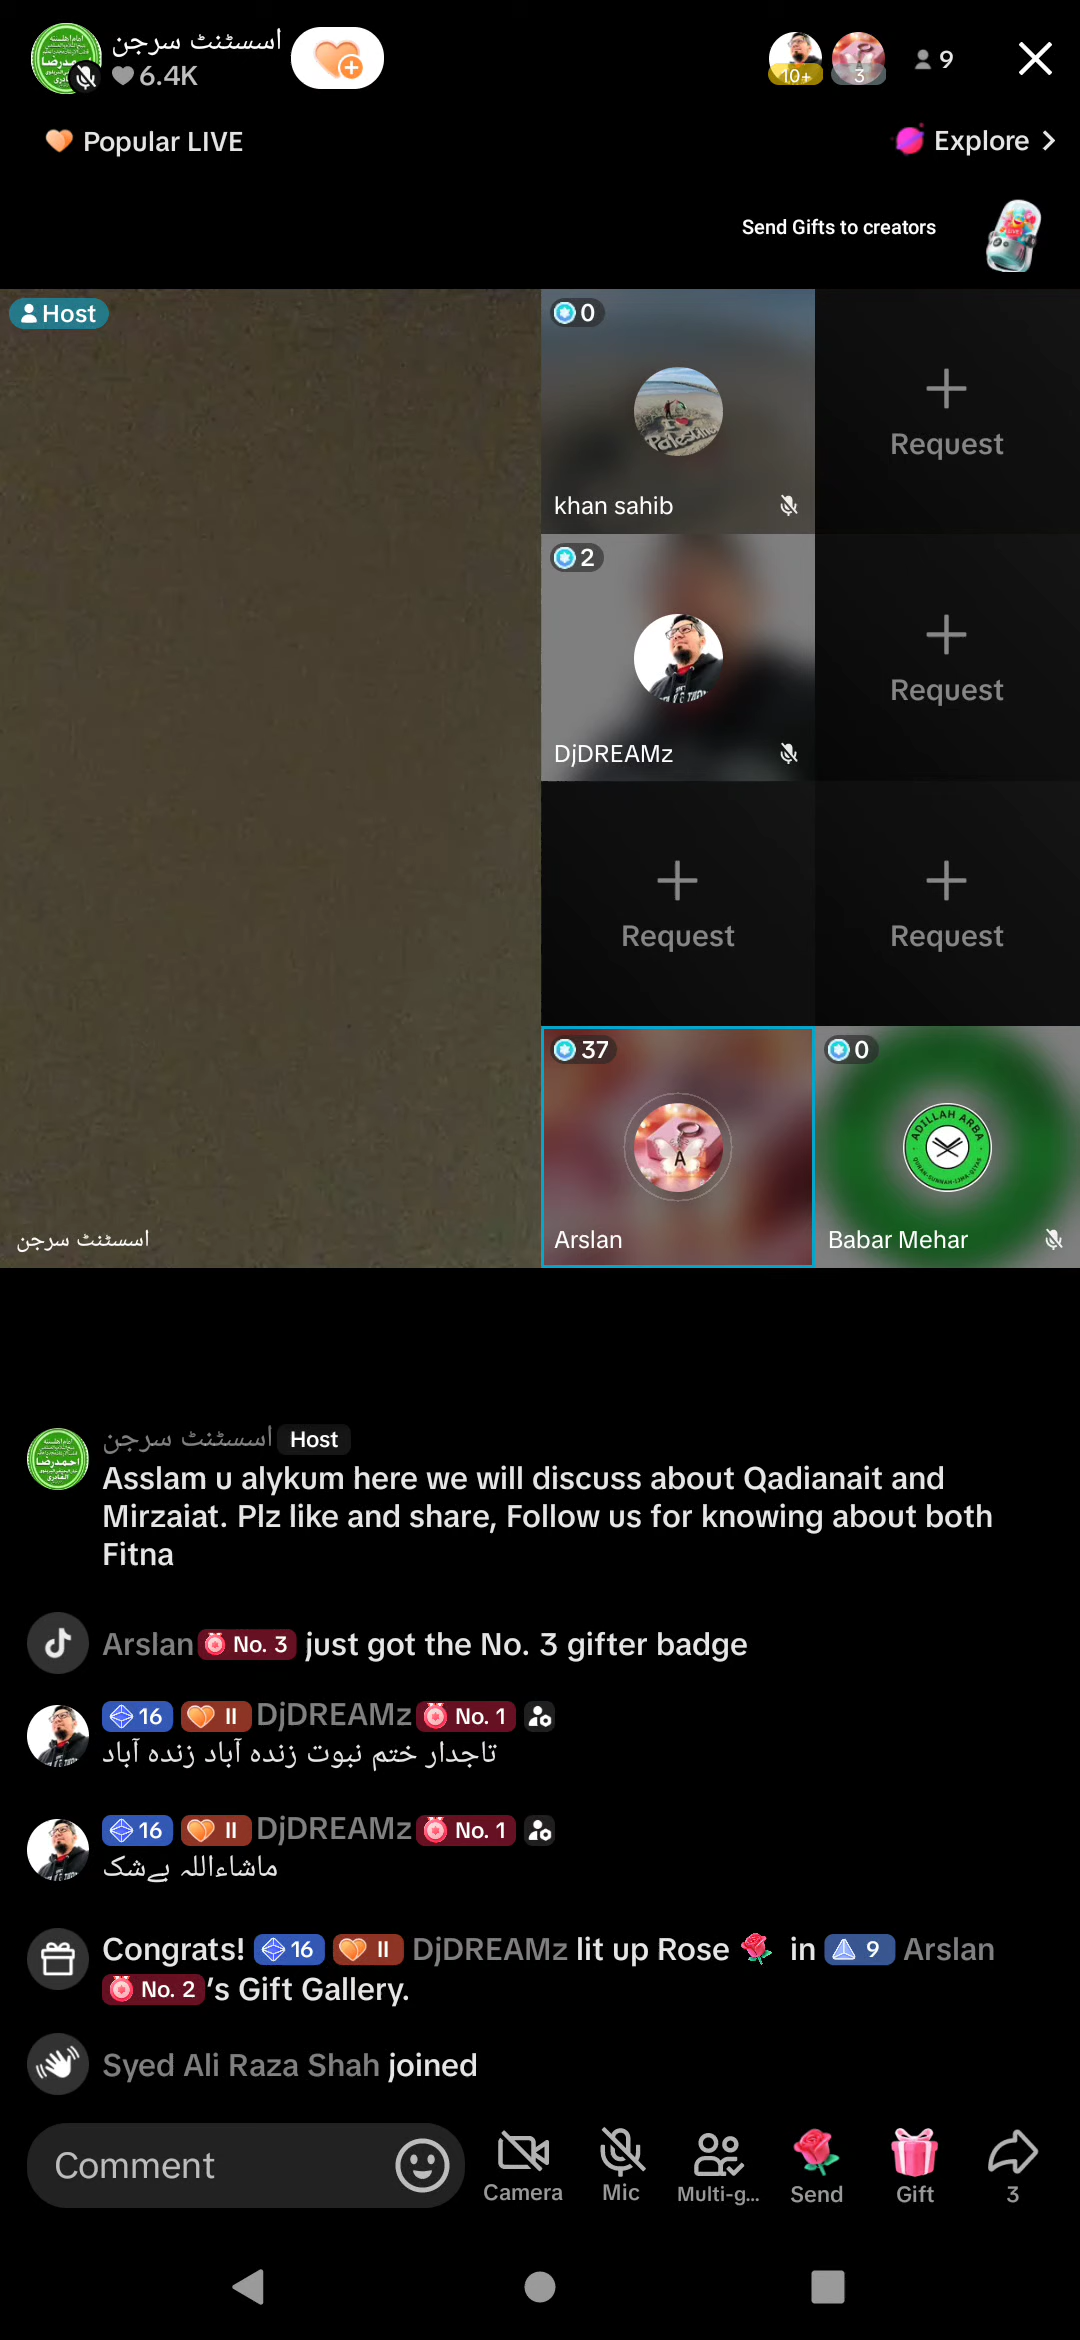 اسسٹنٹ سرجن
6.4K
10+
3
9
Popular LIVE
Explore
Send Gifts to creators
Host
0
khan sahib
Request
2
DjDREAMz
Request
Request
Request
37
0
A
ADILLAH ARBA
اسسٹنٹ سرجن
Arslan
Babar Mehar
اسسٹنٹ سرجن Host
احمد رضا
Asslam u alykum here we will discuss about Qadianait and
Mirzaiat. Plz like and share, Follow us for knowing about both
Fitna
Arslan No. 3 just got the No. 3 gifter badge
16 II DjDREAMz No. 1
تاجدار ختم نبوت زندہ آباد زندہ آباد
16 II DjDREAMz No. 1
ماشاءاللہ بےشک
Congrats! 16 II DjDREAMz lit up Rose 🌹 in 9 Arslan
No. 2's Gift Gallery.
Syed Ali Raza Shah joined
Comment
Camera
Mic
Multi-g...
Send
Gift
3